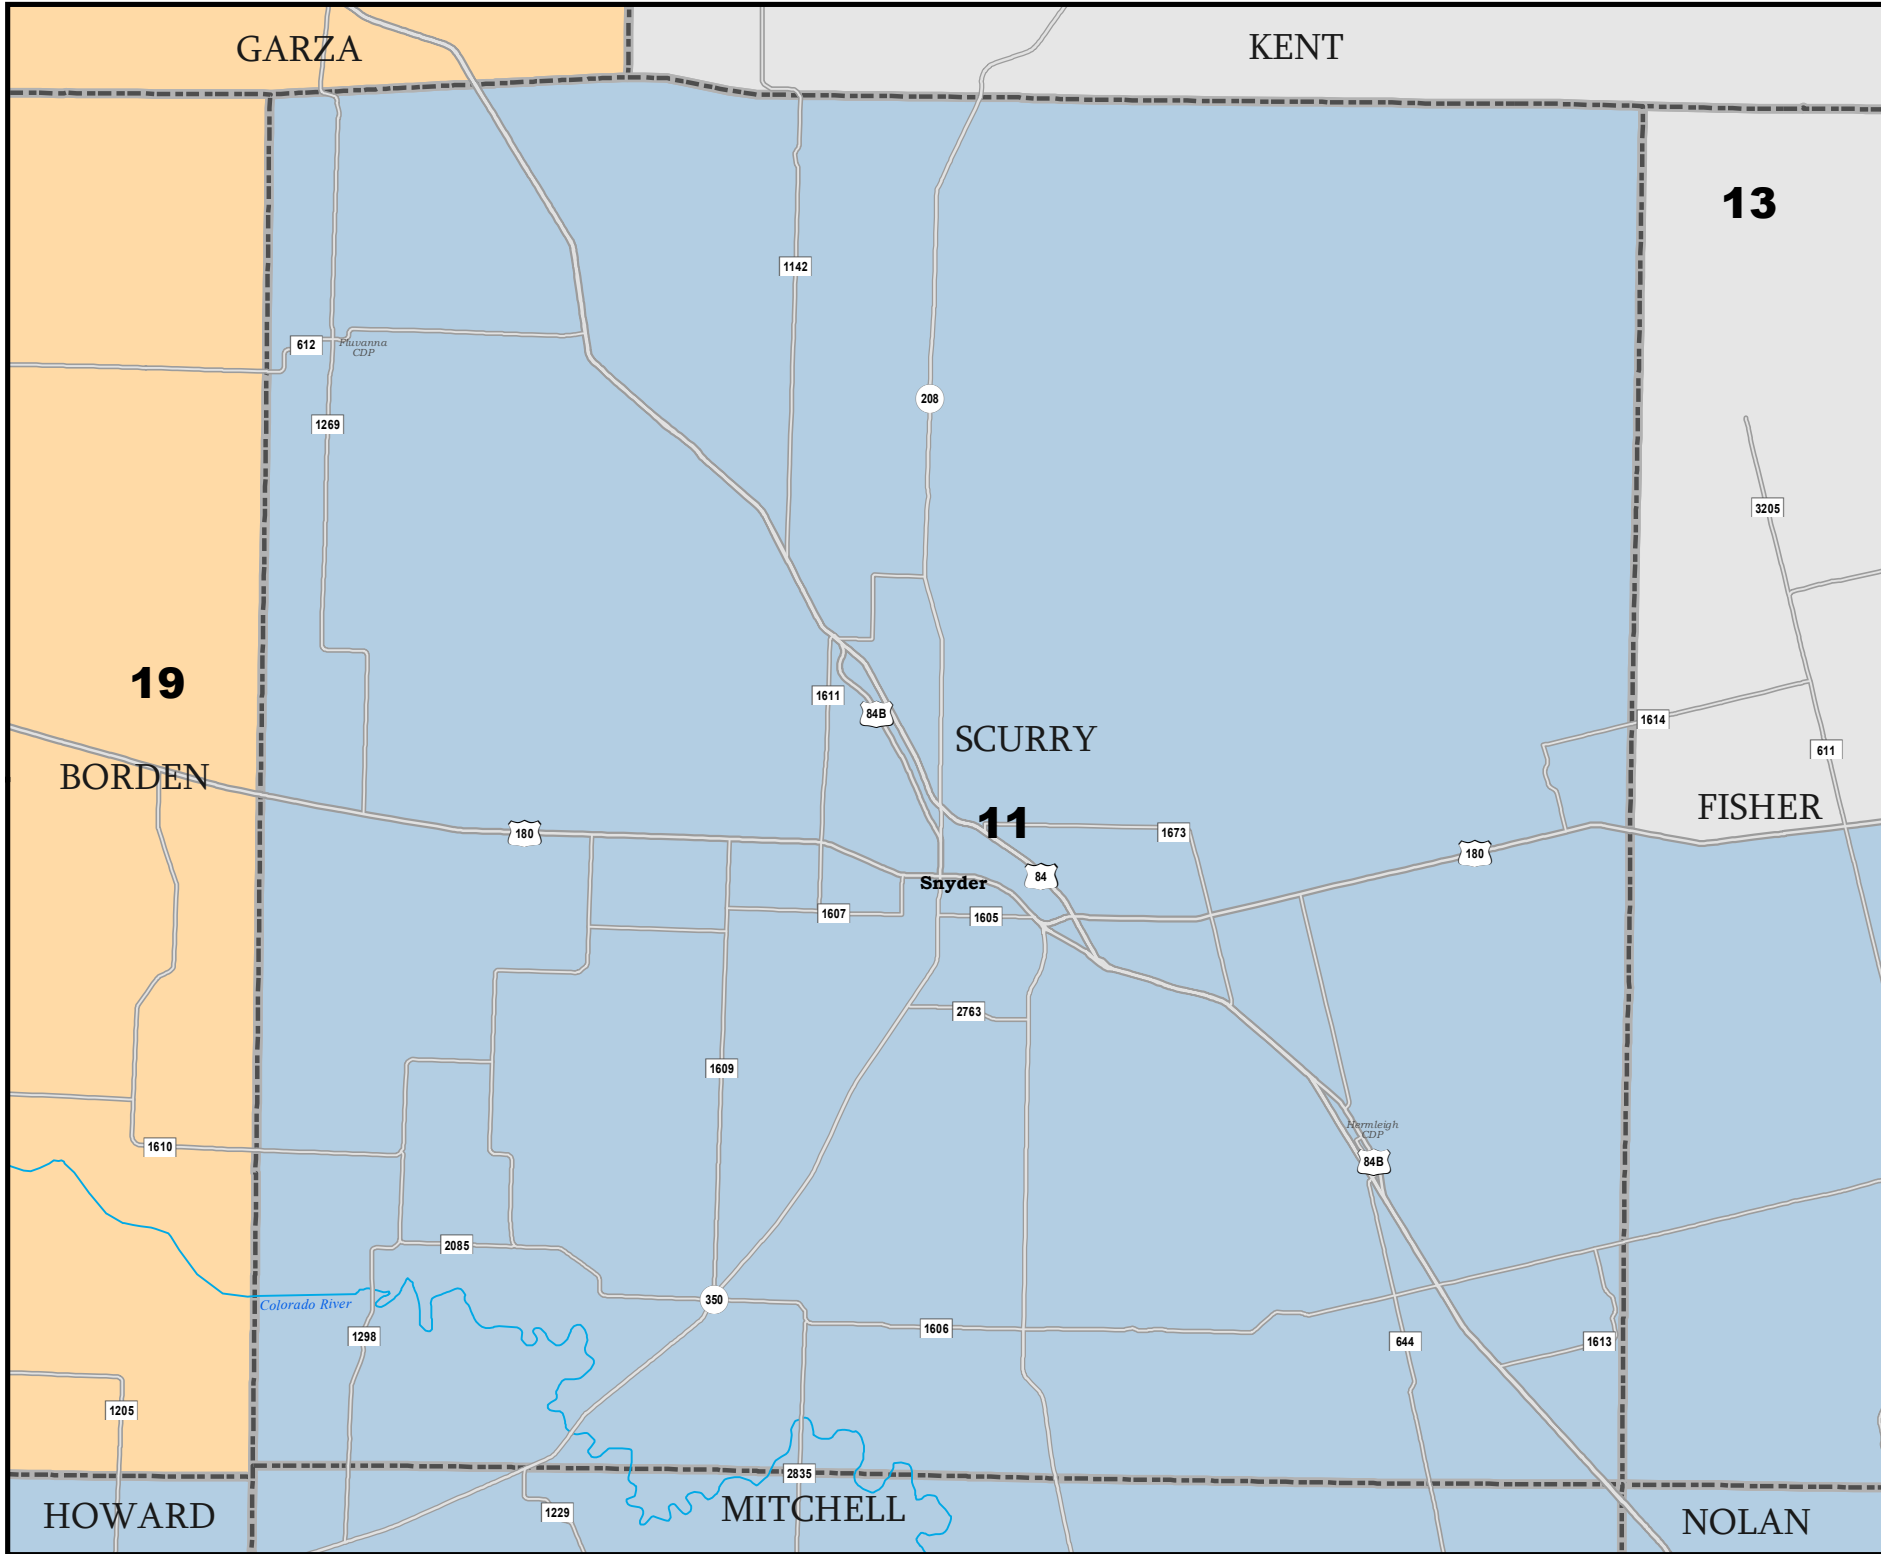 GARZA
KENT
13
1142
612
Fluvanna
CDP
208
1269
3205
19
1611
84B
1614
SCURRY
611
BORDEN
FISHER
11
180
1673
180
84
Snyder
1607
1605
2763
1609
Hermleigh
CDP
1610
84B
2085
350
Colorado River
1606
1298
644
1613
1205
2835
1229
MITCHELL
HOWARD
NOLAN